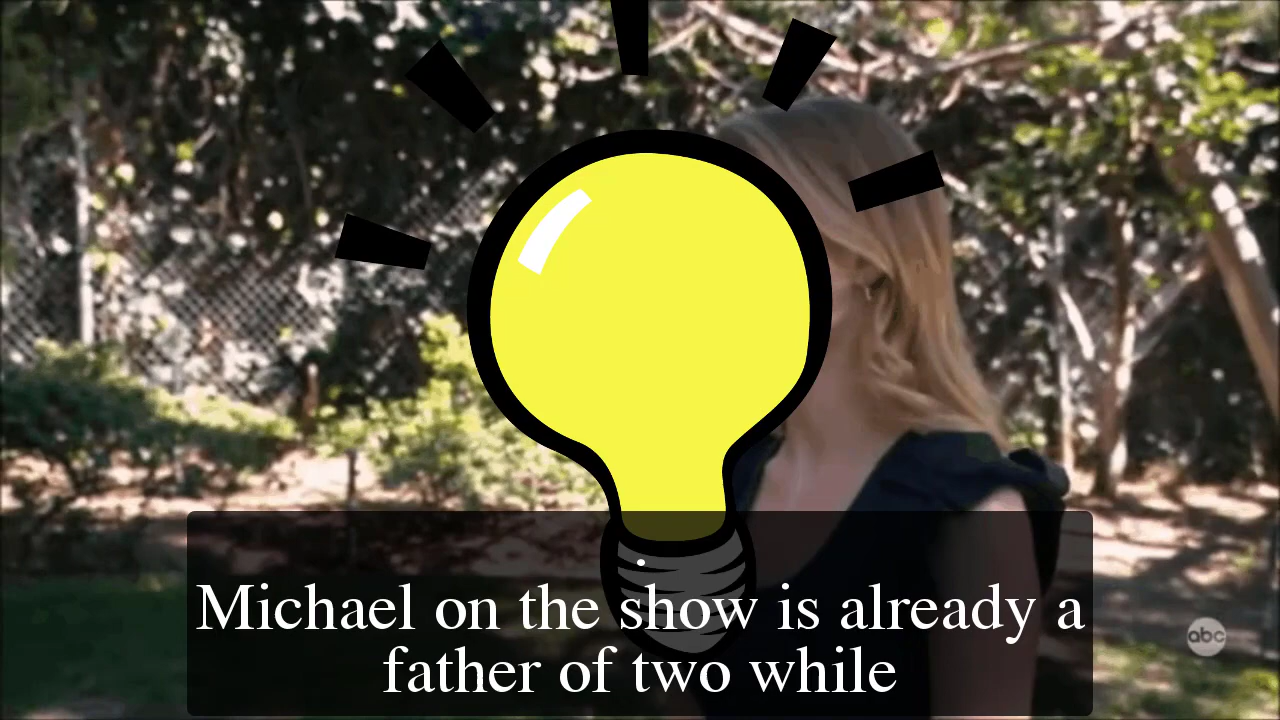 Michael on the show is already a
father of two while
abc